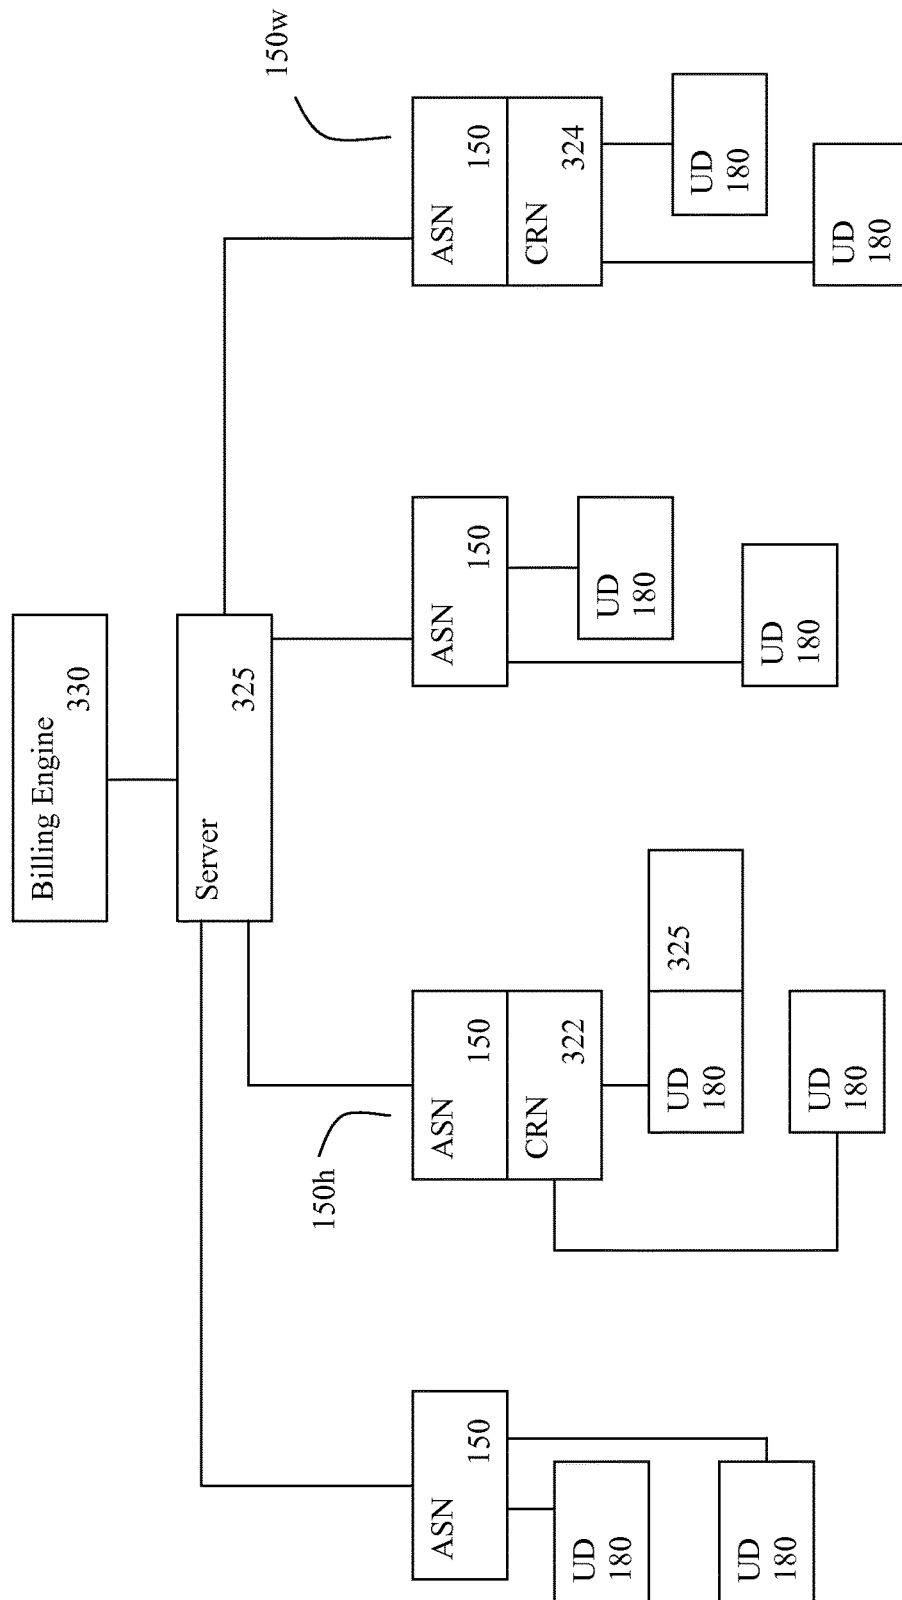 Billing Engine
330
Server
325
ASN
150
UD
180
UD
180
150h
ASN
150
CRN
322
UD
180
325
UD
180
ASN
150
UD
180
UD
180
150w
ASN
150
CRN
324
UD
180
UD
180